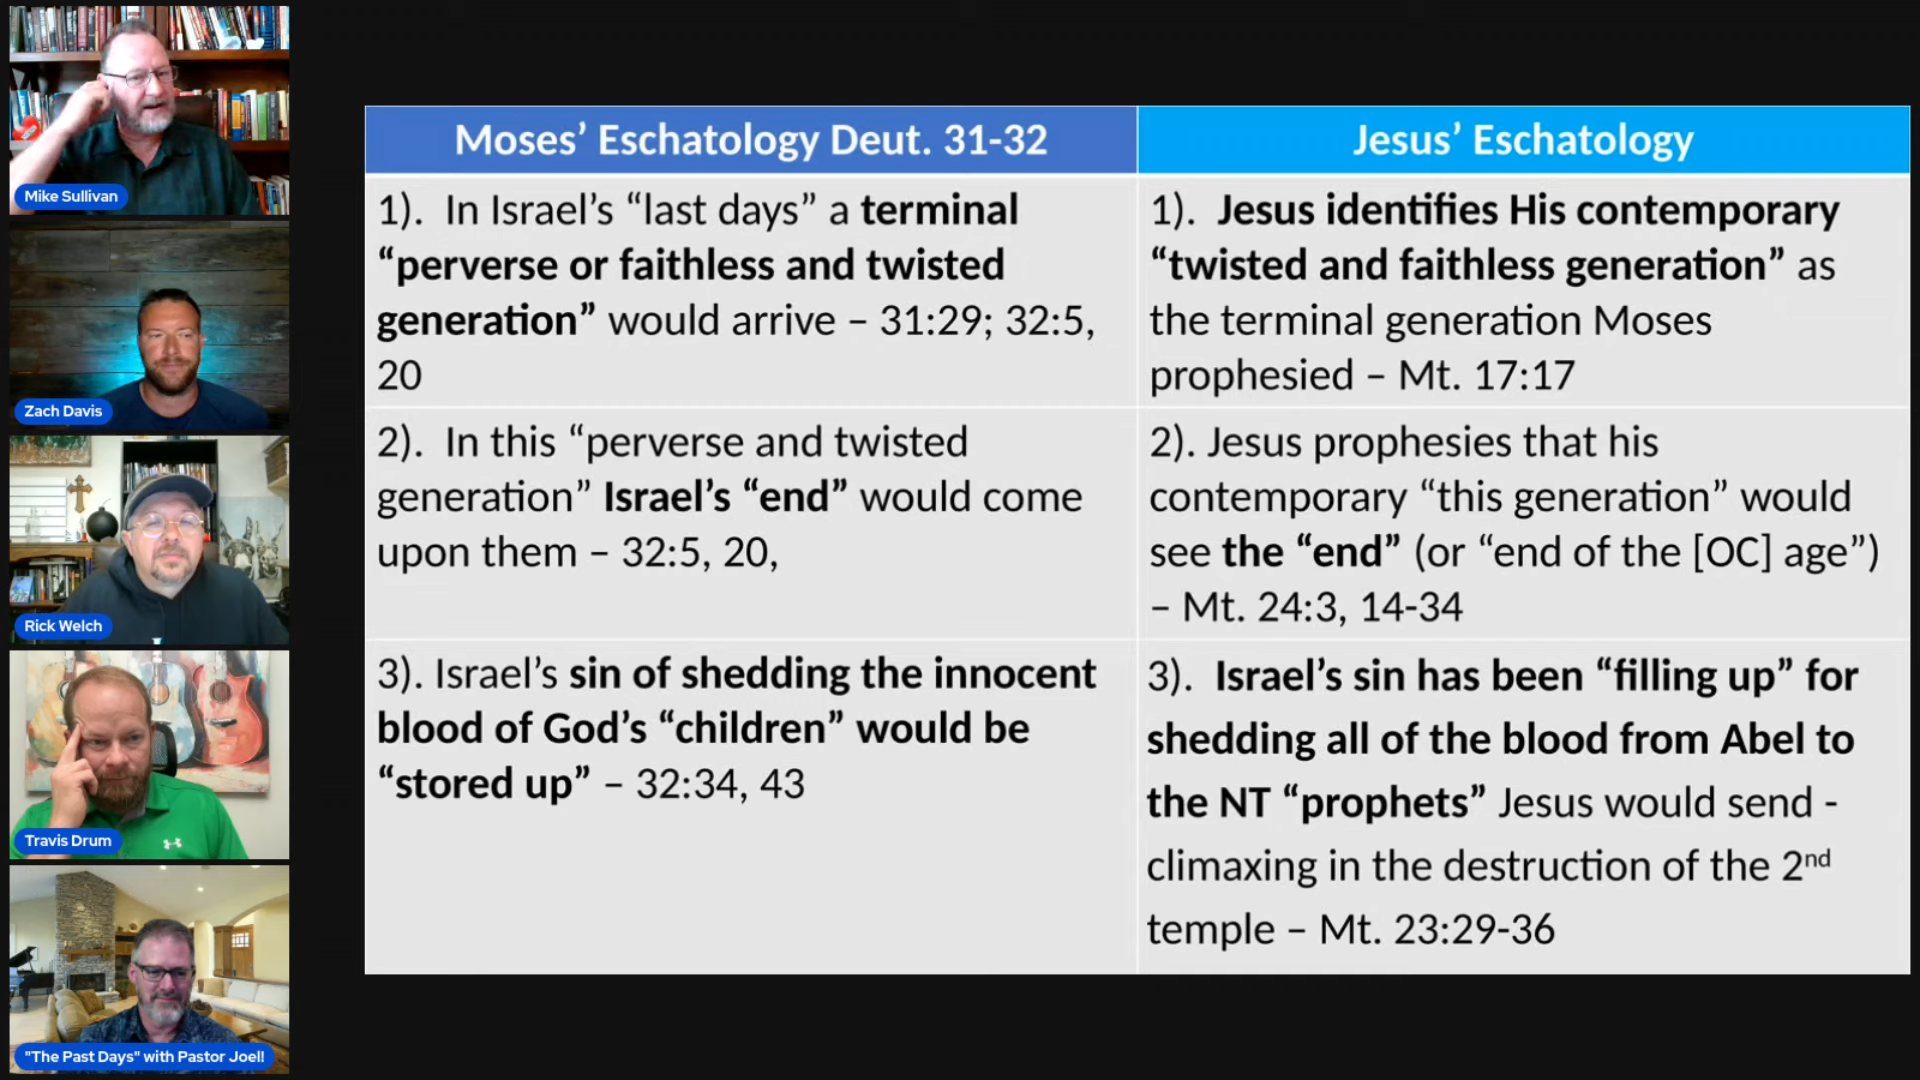 Mike Sullivan
Zach Davis
Rick Welch
Travis Drum
"The Past Days" with Pastor Joel!
Moses’ Eschatology Deut. 31-32
1).  In Israel’s “last days” a terminal
“perverse or faithless and twisted
generation” would arrive – 31:29; 32:5,
20
2).  In this “perverse and twisted
generation” Israel’s “end” would come
upon them – 32:5, 20,
3). Israel’s sin of shedding the innocent
blood of God’s “children” would be
“stored up” – 32:34, 43
Jesus’ Eschatology
1).  Jesus identifies His contemporary
“twisted and faithless generation” as
the terminal generation Moses
prophesied – Mt. 17:17
2). Jesus prophesies that his
contemporary “this generation” would
see the “end” (or “end of the [OC] age”)
– Mt. 24:3, 14-34
3).  Israel’s sin has been “filling up” for
shedding all of the blood from Abel to
the NT “prophets” Jesus would send -
climaxing in the destruction of the 2nd
temple – Mt. 23:29-36